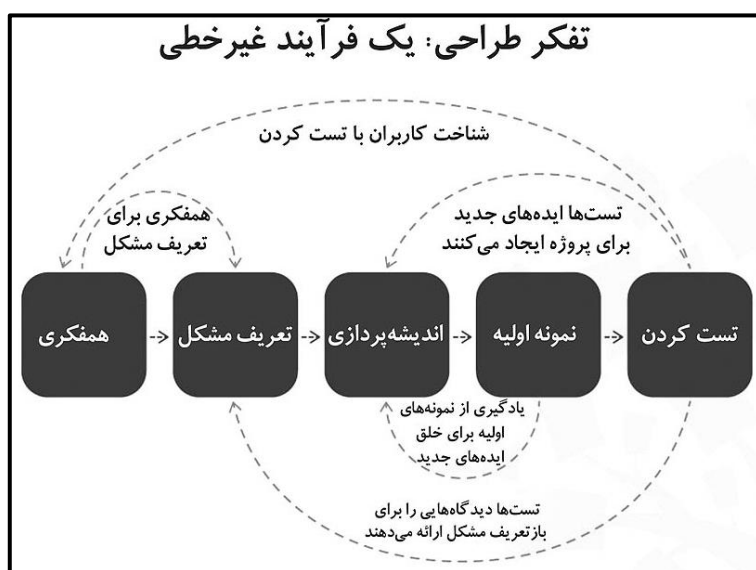 تفکر طراحی: یک فرآیند غیرخطی
شناخت کاربران با تست کردن
همفکری برای
تعریف مشکل
تست‌ها ایده‌های جدید
برای پروژه ایجاد می‌کنند
همفکری
تعریف مشکل
اندیشه‌پردازی
نمونه اولیه
تست کردن
یادگیری از نمونه‌های
اولیه برای خلق
ایده‌های جدید
تست‌ها دیدگاه‌هایی را برای
بازتعریف مشکل ارائه می‌دهند